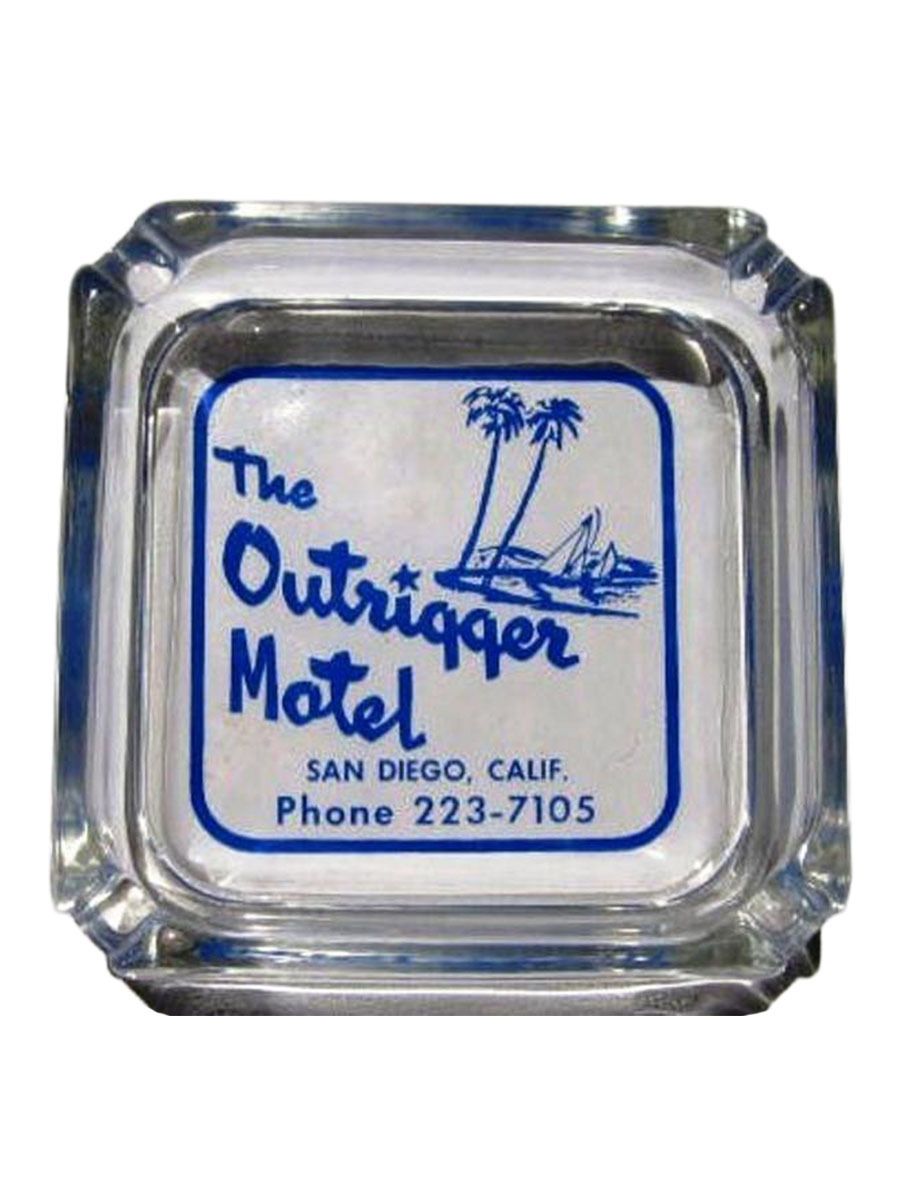 The
Outrigger
Motel
SAN DIEGO, CALIF.
Phone 223-7105